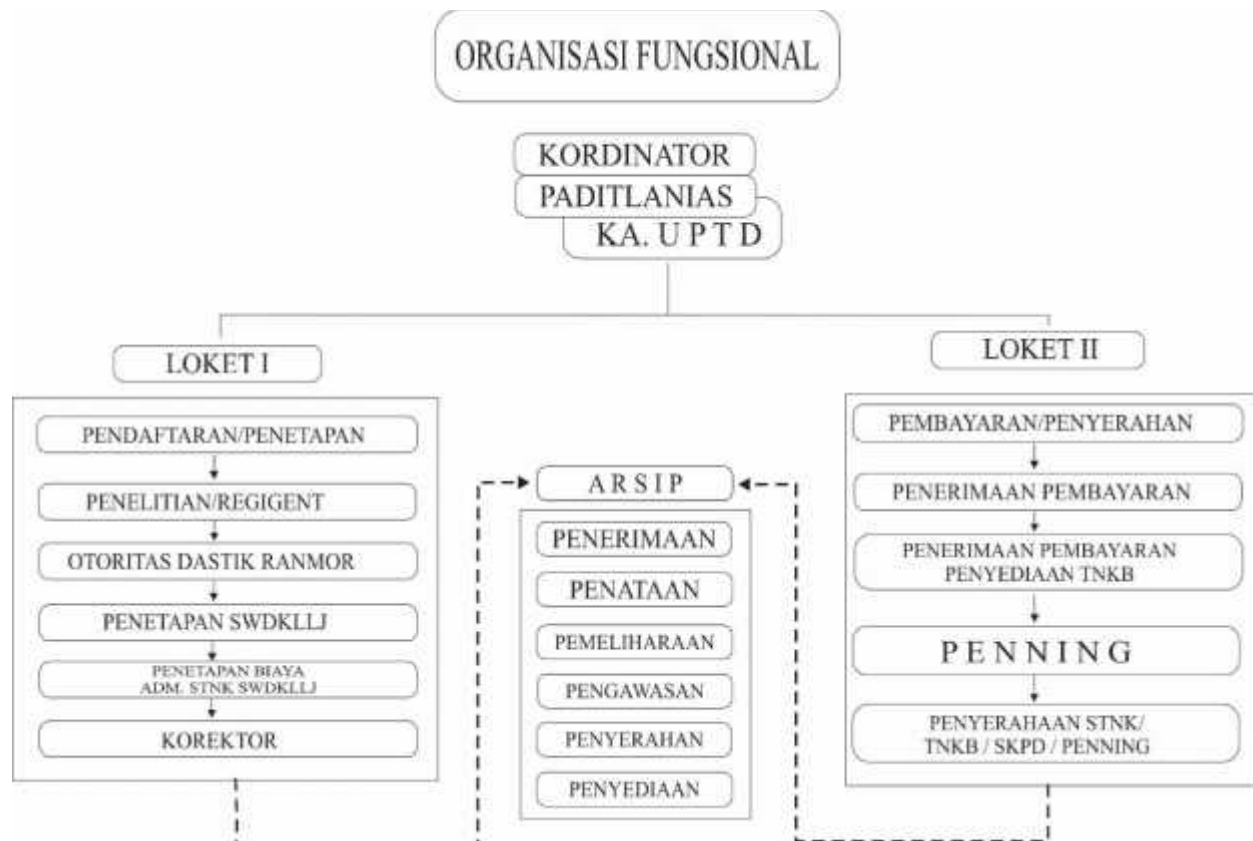 ORGANISASI FUNGSIONAL
KORDINATOR
PADITLANIAS
KA. U P T D
LOKET I
PENDAFTARAN/PENETAPAN
PENELITIAN/REGIGENT
OTORITAS DASTIK RANMOR
PENETAPAN SWDKLLJ
PENETAPAN BIAYA
ADM. STNK SWDKLLJ
KOREKTOR
A R S I P
PENERIMAAN
PENATAAN
PEMELIHARAAN
PENGAWASAN
PENYERAHAN
PENYEDIAAN
LOKET II
PEMBAYARAN/PENYERAHAN
PENERIMAAN PEMBAYARAN
PENERIMAAN PEMBAYARAN
PENYEDIAAN TNKB
P E N N I N G
PENYERAHAAN STNK/
TNKB / SKPD / PENNING